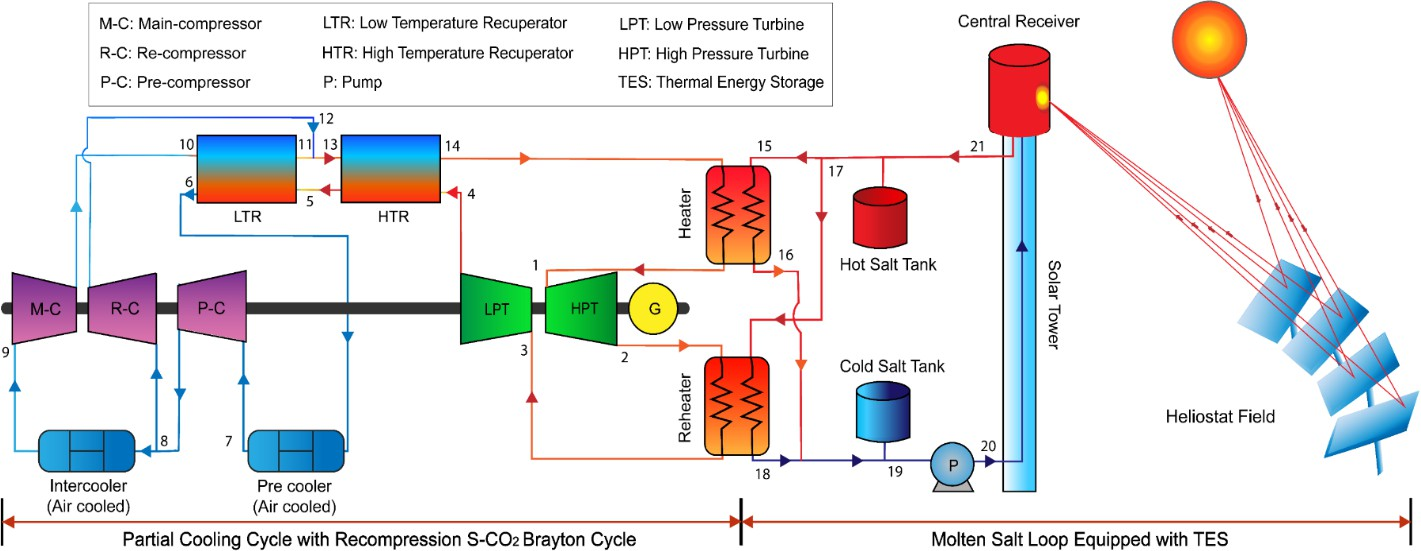 M-C: Main-compressor
LTR: Low Temperature Recuperator
LPT: Low Pressure Turbine
R-C: Re-compressor
HTR: High Temperature Recuperator
HPT: High Pressure Turbine
P-C: Pre-compressor
P: Pump
TES: Thermal Energy Storage
Central Receiver
12
10
11
13
14
15
17
21
6
5
4
LTR
HTR
Heater
Hot Salt Tank
16
1
M-C
R-C
P-C
LPT
HPT
G
Solar Tower
9
3
2
Cold Salt Tank
Reheater
Heliostat Field
8
7
18
19
P
20
Intercooler
(Air cooled)
Pre cooler
(Air cooled)
Partial Cooling Cycle with Recompression S-CO₂ Brayton Cycle
Molten Salt Loop Equipped with TES